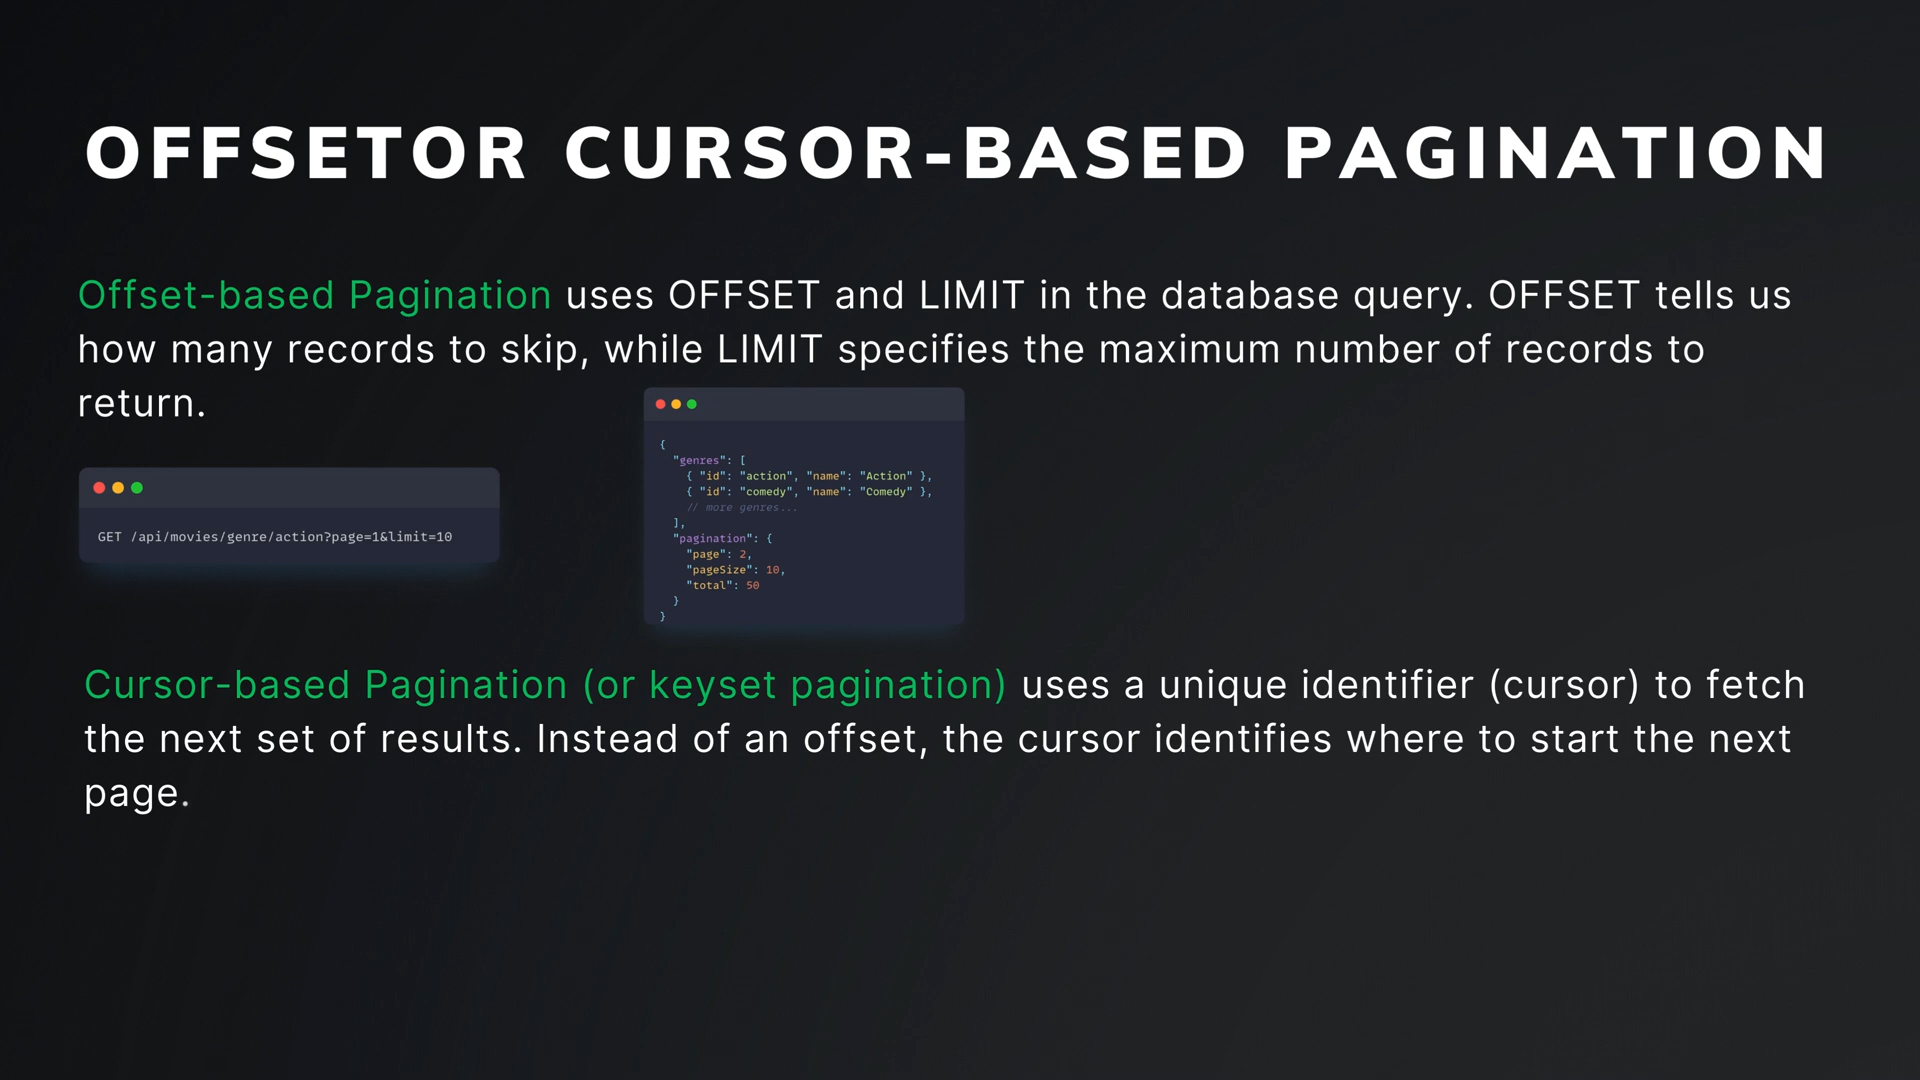 OFFSETOR CURSOR-BASED PAGINATION
Offset-based Pagination uses OFFSET and LIMIT in the database query. OFFSET tells us
how many records to skip, while LIMIT specifies the maximum number of records to
return.
GET /api/movies/genre/action?page=1&limit=10
{
  "genres": [
    { "id": "action", "name": "Action" },
    { "id": "comedy", "name": "Comedy" },
    // more genres...
  ],
  "pagination": {
    "page": 2,
    "pageSize": 10,
    "total": 50
  }
}
Cursor-based Pagination (or keyset pagination) uses a unique identifier (cursor) to fetch
the next set of results. Instead of an offset, the cursor identifies where to start the next
page.